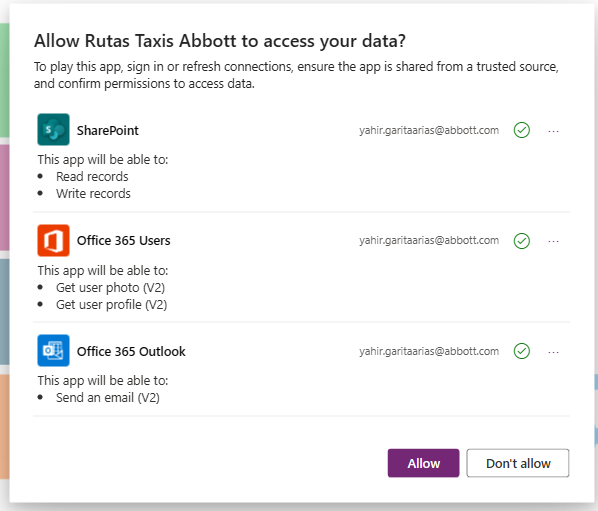 Allow Rutas Taxis Abbott to access your data?
To play this app, sign in or refresh connections, ensure the app is shared from a trusted source,
and confirm permissions to access data.
SharePoint yahir.garitaarias@abbott.com
This app will be able to:
• Read records
• Write records
Office 365 Users yahir.garitaarias@abbott.com
This app will be able to:
• Get user photo (V2)
• Get user profile (V2)
Office 365 Outlook yahir.garitaarias@abbott.com
This app will be able to:
• Send an email (V2)
Allow Don't allow